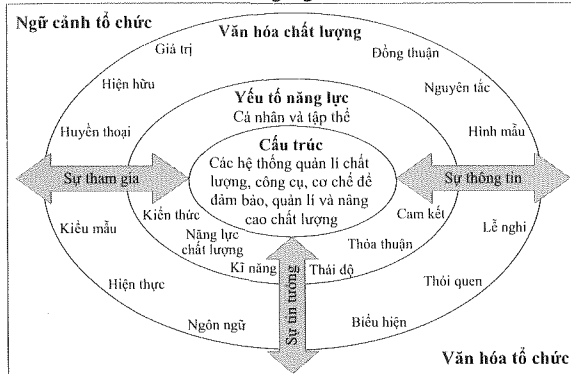 Ngữ cảnh tổ chức
Văn hóa chất lượng
Giá trị
Đồng thuận
Hiện hữu
Nguyên tắc
Yếu tố năng lực
Cá nhân và tập thể
Huyền thoại
Hình mẫu
Cấu trúc
Các hệ thống quản lí chất
lượng, công cụ, cơ chế để
đảm bảo, quản lí và nâng
cao chất lượng
Sự tham gia
Sự thông tin
Kiểu mẫu
Kiến thức
Cam kết
Lễ nghi
Năng lực
chất lượng
Thỏa thuận
Kĩ năng
Thái độ
Sự tin tưởng
Hiện thực
Thói quen
Ngôn ngữ
Biểu hiện
Văn hóa tổ chức